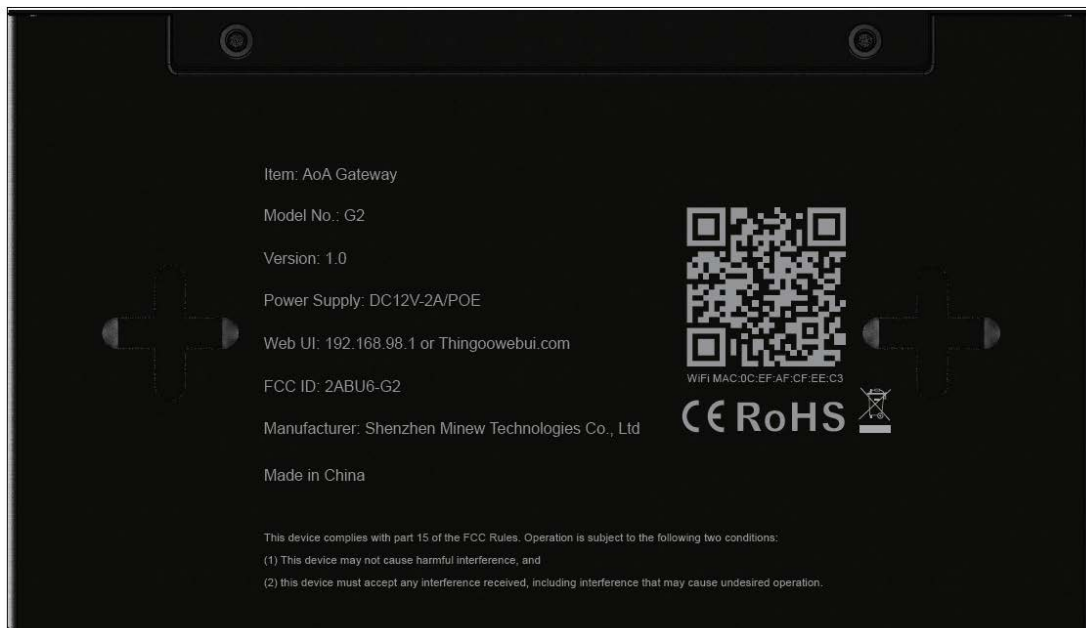 Item: AoA Gateway
Model No.: G2
Version: 1.0
Power Supply: DC12V-2A/POE
Web UI: 192.168.98.1 or Thingoowebui.com
FCC ID: 2ABU6-G2
Manufacturer: Shenzhen Minew Technologies Co., Ltd
Made in China
WiFi MAC:0C:EF:AF:CF:EE:C3
CE RoHS
This device complies with part 15 of the FCC Rules. Operation is subject to the following two conditions:
(1) This device may not cause harmful interference, and
(2) this device must accept any interference received, including interference that may cause undesired operation.